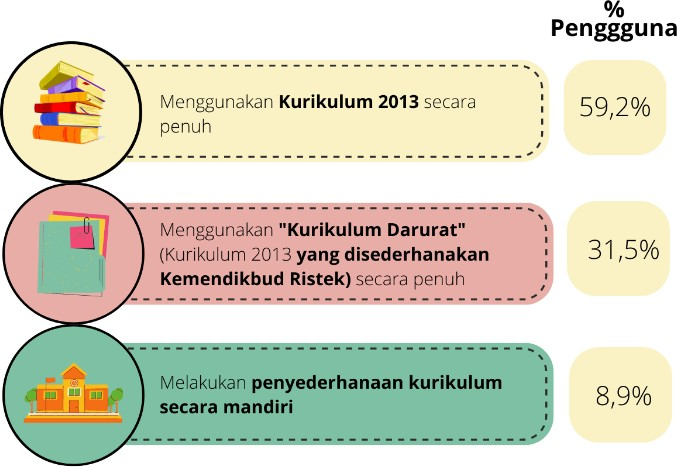 %
Penggguna
Menggunakan Kurikulum 2013 secara
penuh
59,2%
Menggunakan "Kurikulum Darurat"
(Kurikulum 2013 yang disederhanakan
Kemendikbud Ristek) secara penuh
31,5%
Melakukan penyederhanaan kurikulum
secara mandiri
8,9%